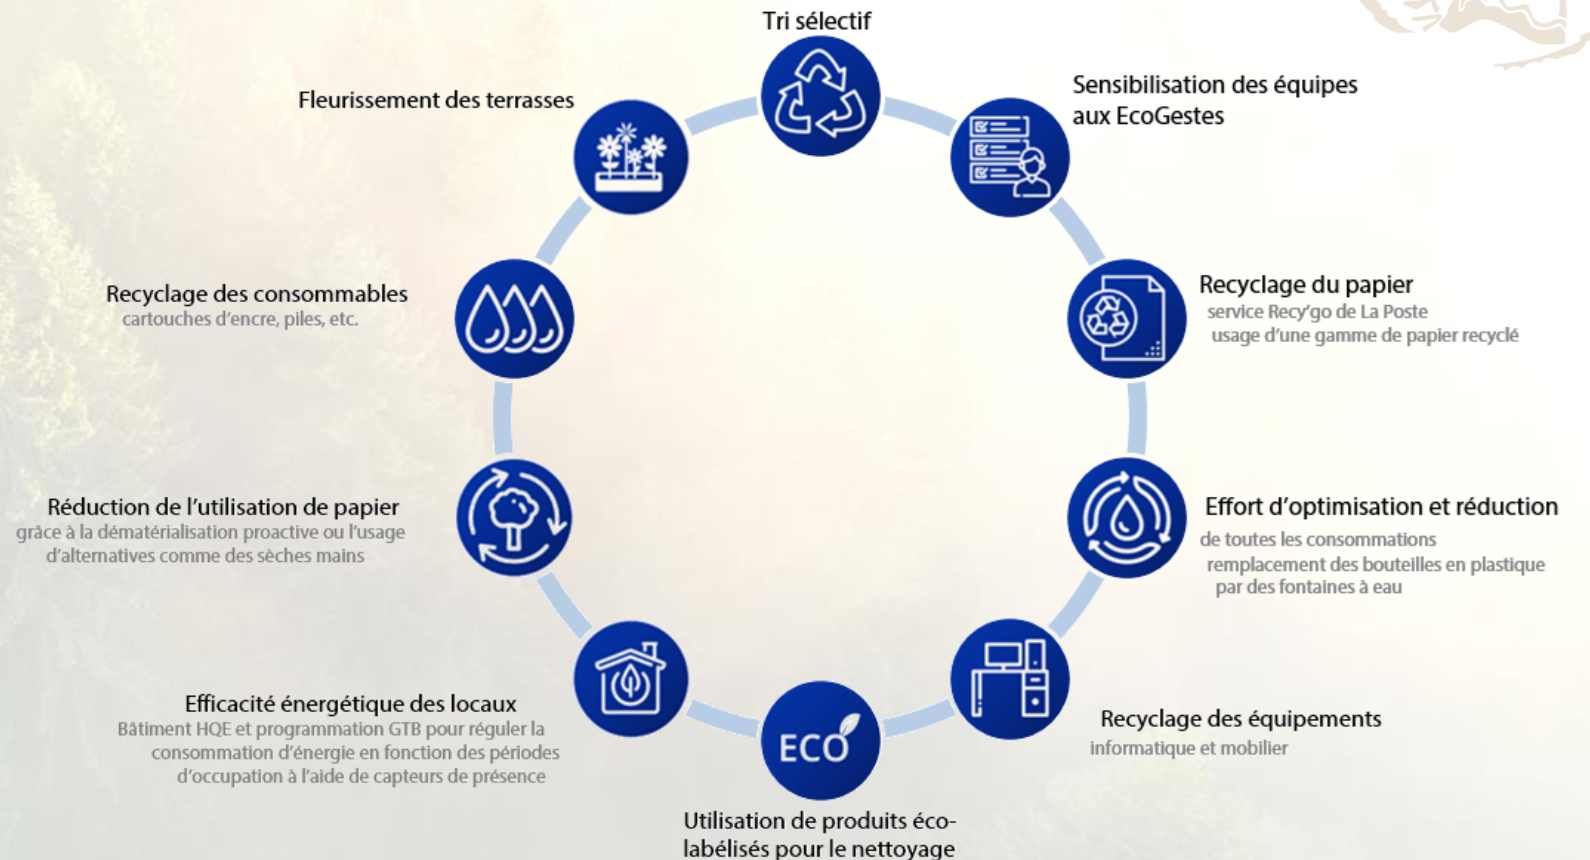 Tri sélectif
Sensibilisation des équipes
aux EcoGestes
Recyclage du papier
service Recy'go de La Poste
usage d'une gamme de papier recyclé
Effort d'optimisation et réduction
de toutes les consommations
remplacement des bouteilles en plastique
par des fontaines à eau
Recyclage des équipements
informatique et mobilier
ECO
Utilisation de produits éco-
labélisés pour le nettoyage
Efficacité énergétique des locaux
Bâtiment HQE et programmation GTB pour réguler la
consommation d'énergie en fonction des périodes
d'occupation à l'aide de capteurs de présence
Réduction de l'utilisation de papier
grâce à la dématérialisation proactive ou l'usage
d'alternatives comme des sèches mains
Recyclage des consommables
cartouches d'encre, piles, etc.
Fleurissement des terrasses